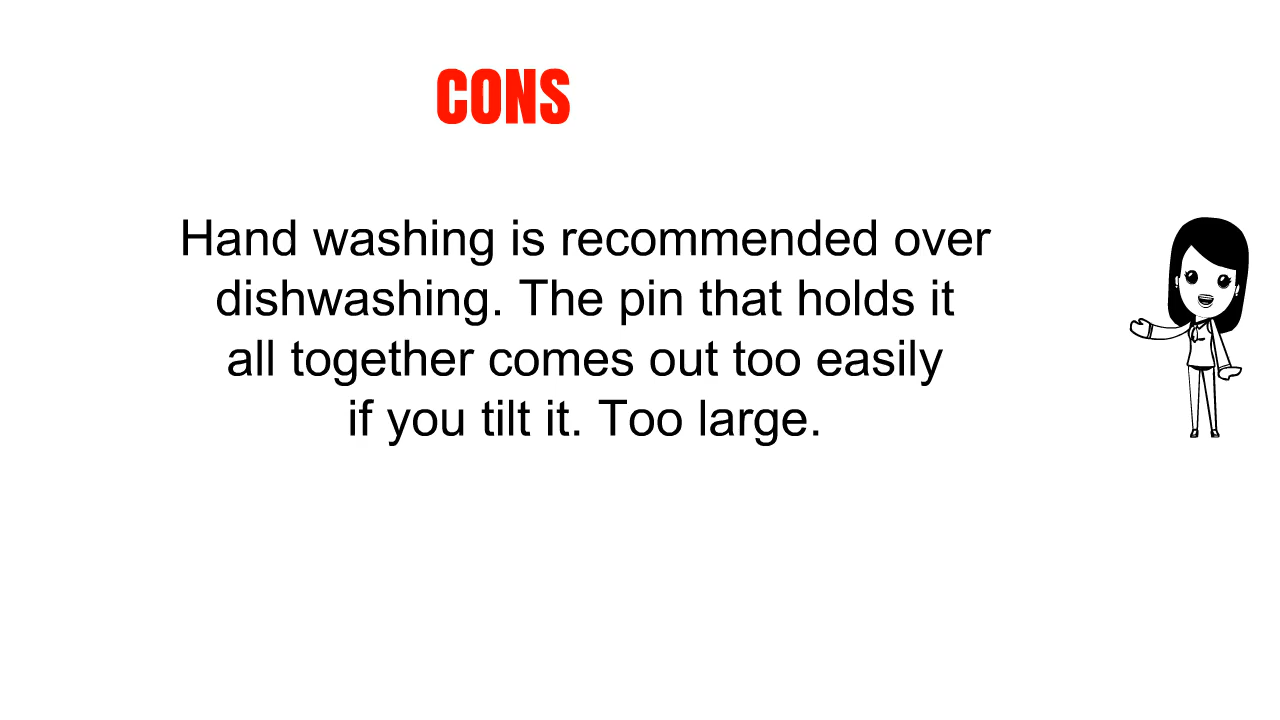 CONS
Hand washing is recommended over
dishwashing. The pin that holds it
all together comes out too easily
if you tilt it. Too large.